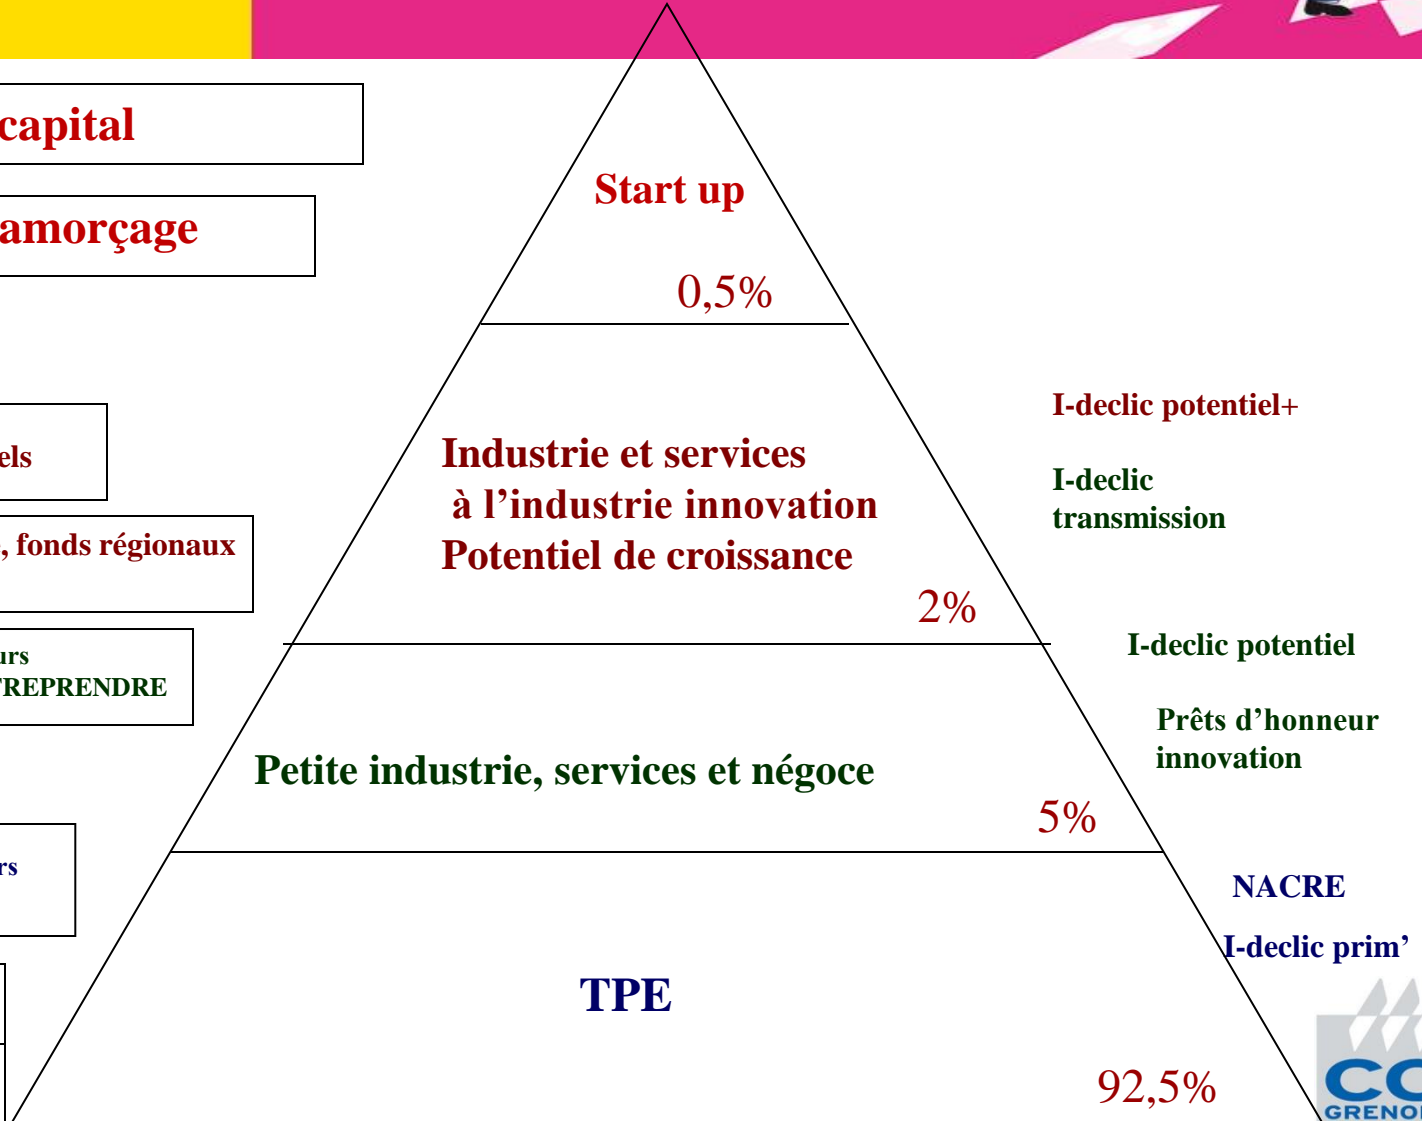 capital
Start up
amorçage
0,5%
I-declic potentiel+
Industrie et services
à l’industrie innovation
Potentiel de croissance
els
I-declic
transmission
, fonds régionaux
2%
I-declic potentiel
urs
TREPRENDRE
Prêts d’honneur
innovation
Petite industrie, services et négoce
5%
rs
NACRE
I-declic prim’
TPE
92,5%
CC
GRENO